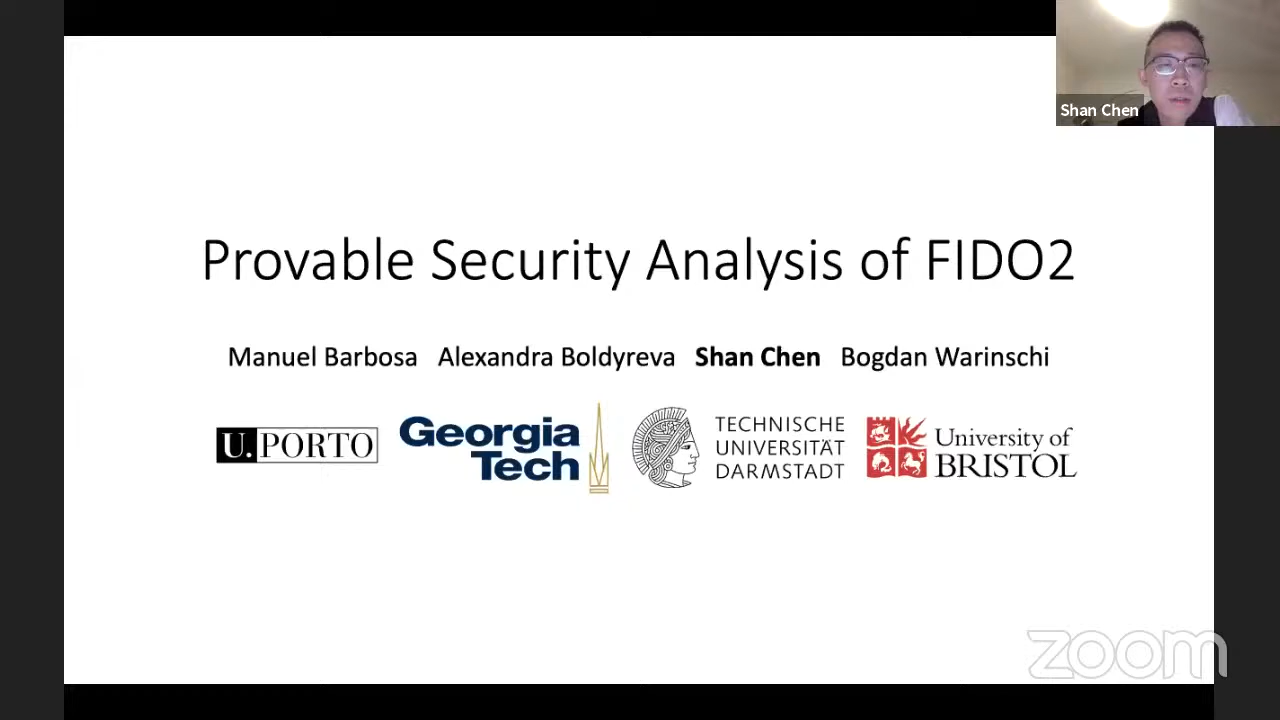 Shan Chen
Provable Security Analysis of FIDO2
Manuel Barbosa Alexandra Boldyreva Shan Chen Bogdan Warinschi
U.PORTO
Georgia
Tech
TECHNISCHE
UNIVERSITÄT
DARMSTADT
University of
BRISTOL
zoom